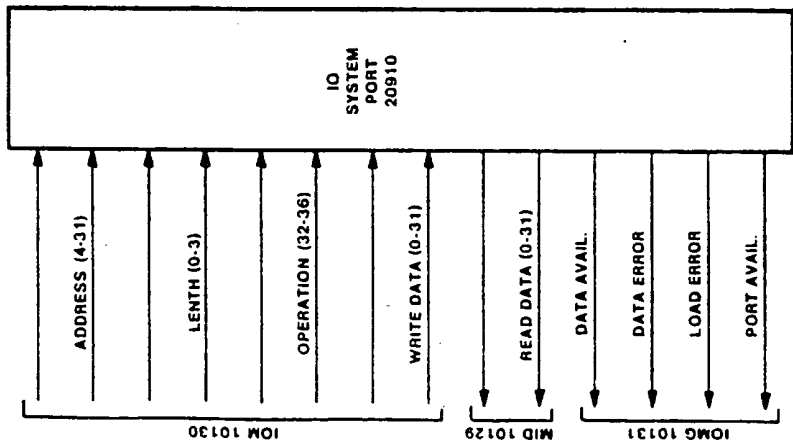 IO
SYSTEM
PORT
20910
ADDRESS (4-31)
LENTH (0-3)
OPERATION (32-36)
WRITE DATA (0-31)
READ DATA (0-31)
DATA AVAIL.
DATA ERROR
LOAD ERROR
PORT AVAIL.
IOM 10130
MID 10129
IOMG 10131